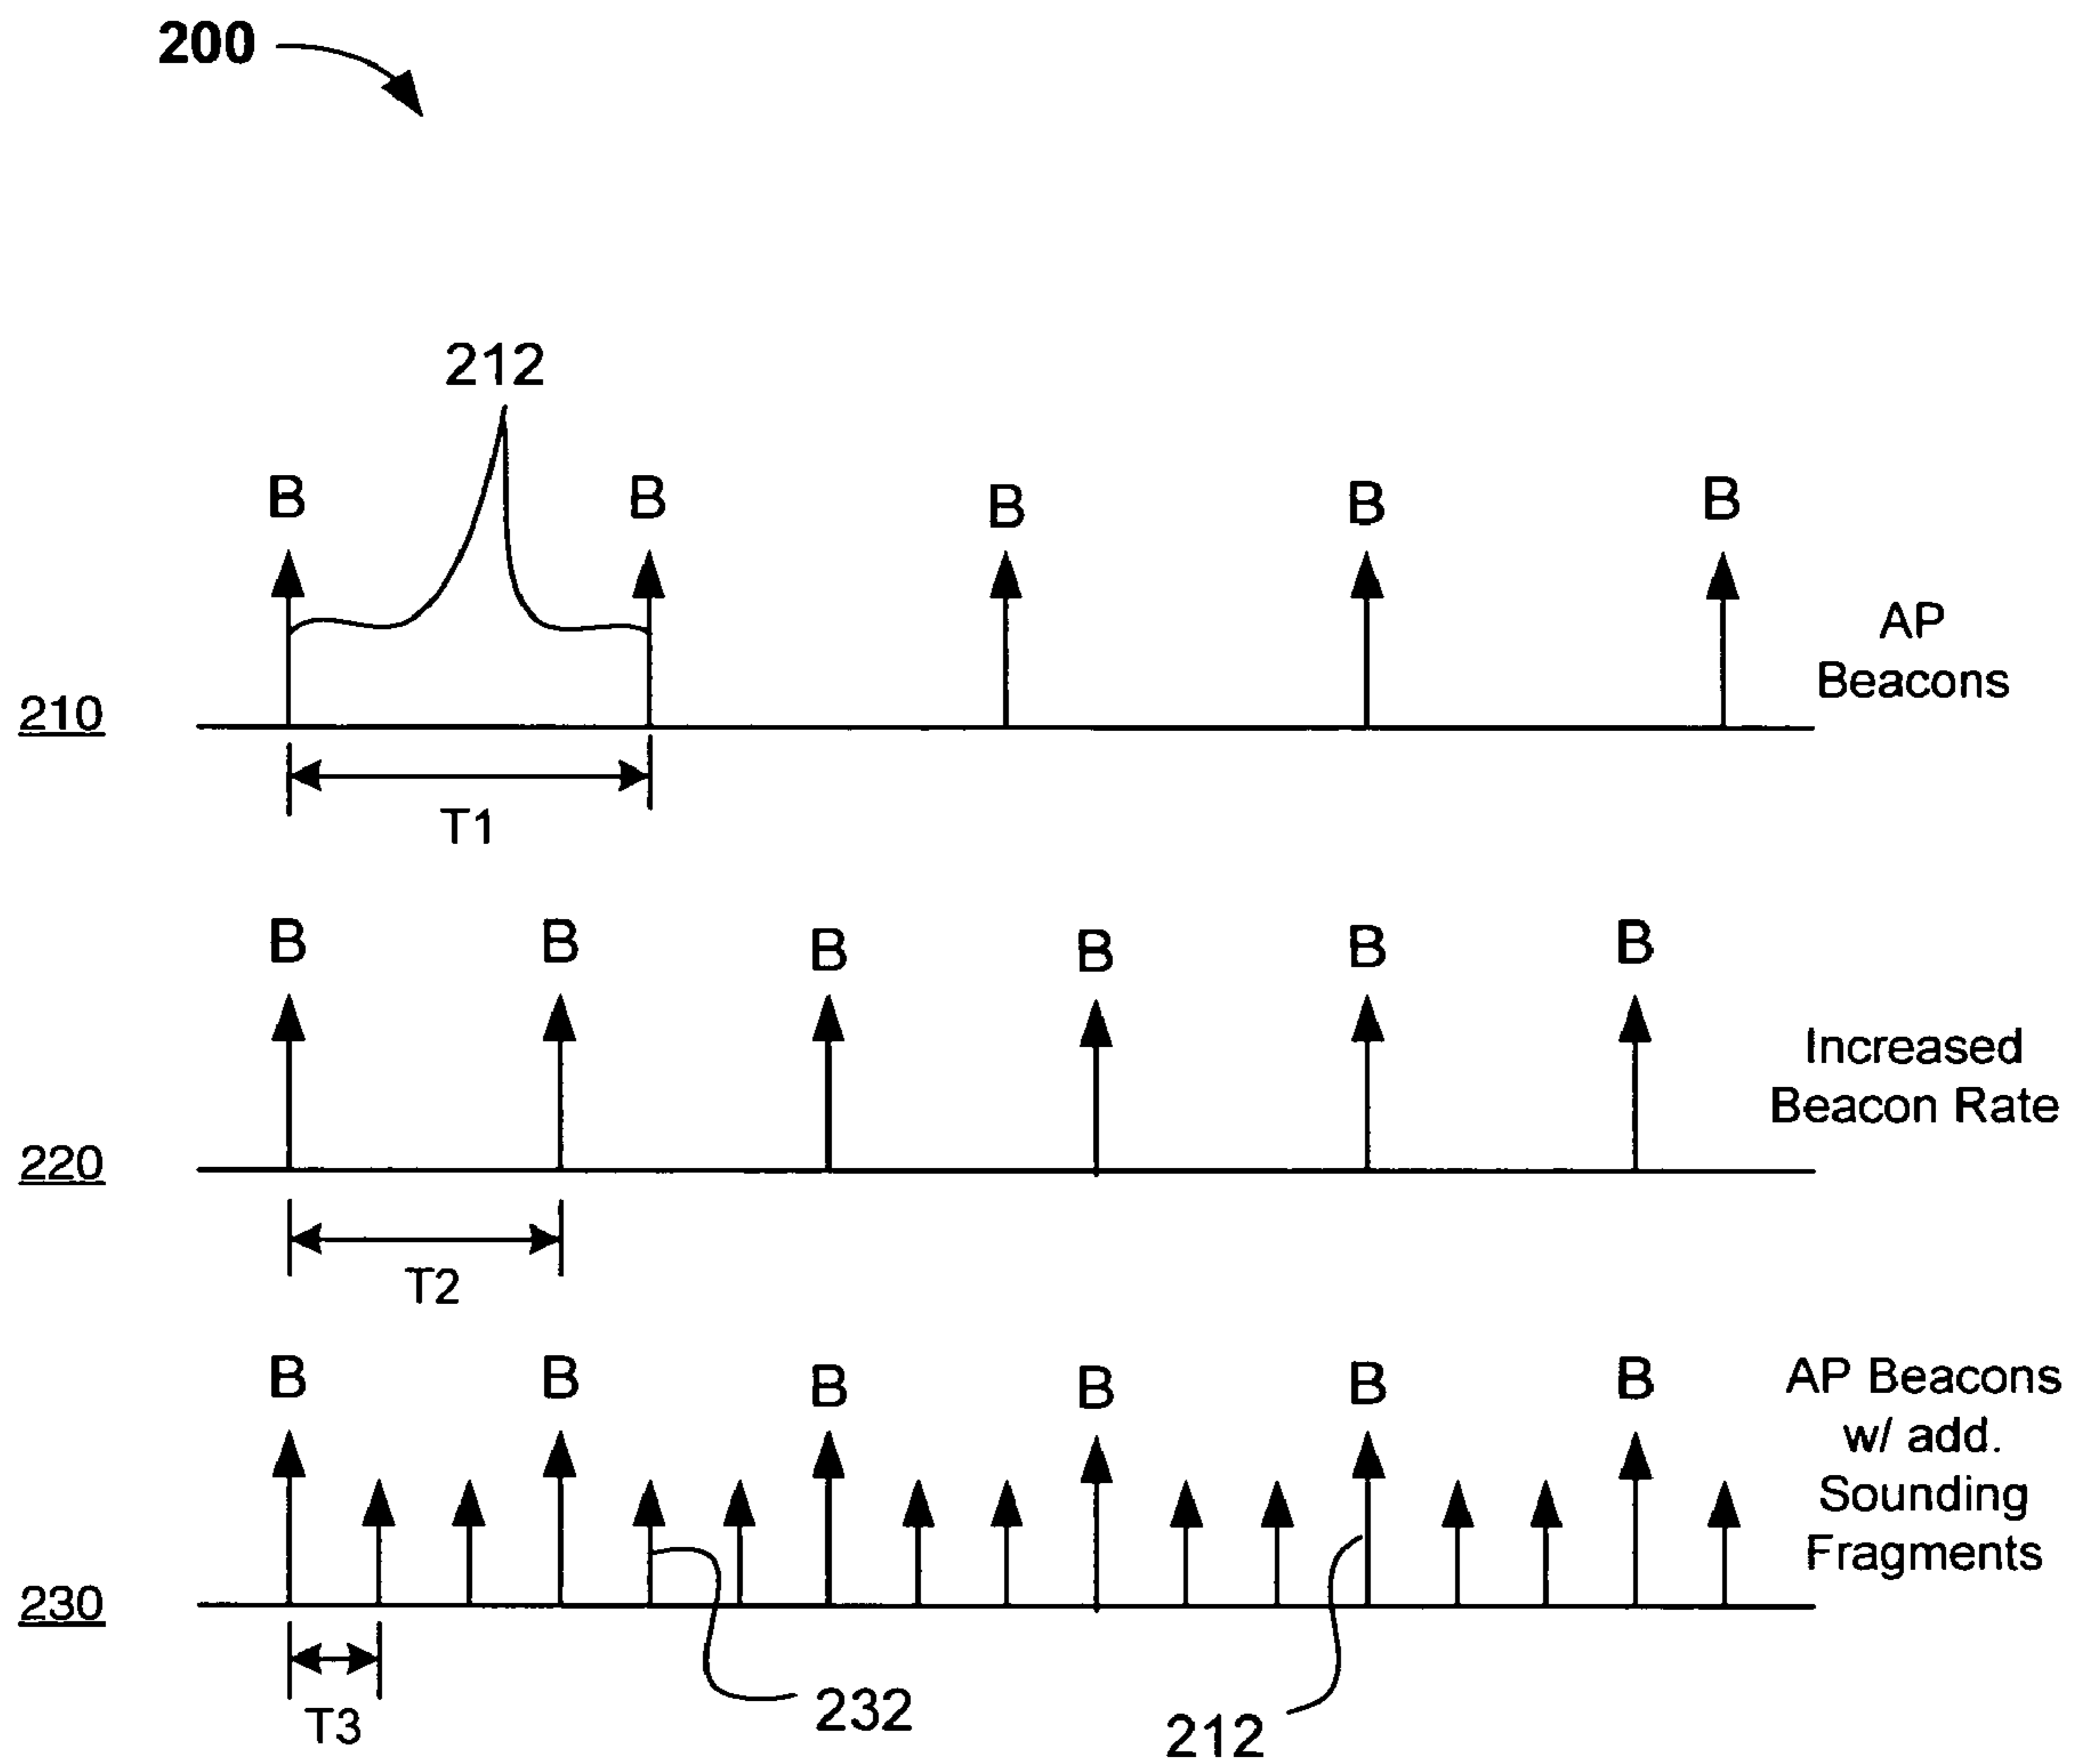 200
212
B B B B B
AP
Beacons
210
T1
B B B B B B
Increased
Beacon Rate
220
T2
B B B B B B
AP Beacons
w/ add.
Sounding
Fragments
230
T3
232
212